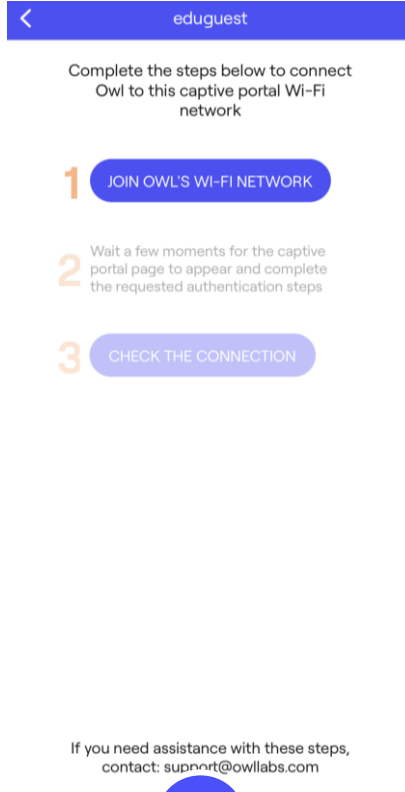 eduguest
Complete the steps below to connect
Owl to this captive portal Wi-Fi
network
1 JOIN OWL'S WI-FI NETWORK
Wait a few moments for the captive
2 portal page to appear and complete
the requested authentication steps
3 CHECK THE CONNECTION
If you need assistance with these steps,
contact: support@owllabs.com